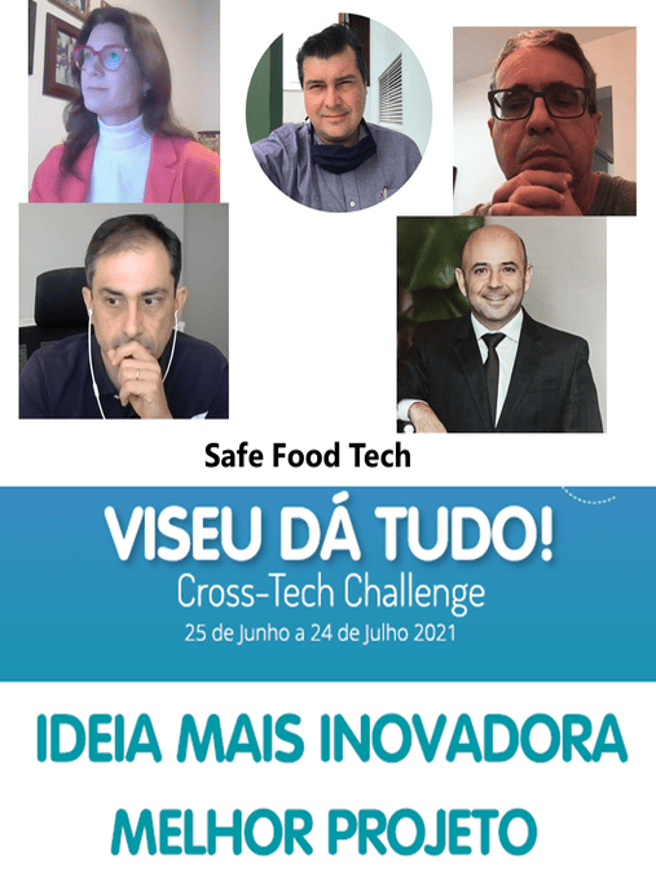 Safe Food Tech
VISEU DÁ TUDO!
Cross-Tech Challenge
25 de Junho a 24 de Julho 2021
IDEIA MAIS INOVADORA
MELHOR PROJETO